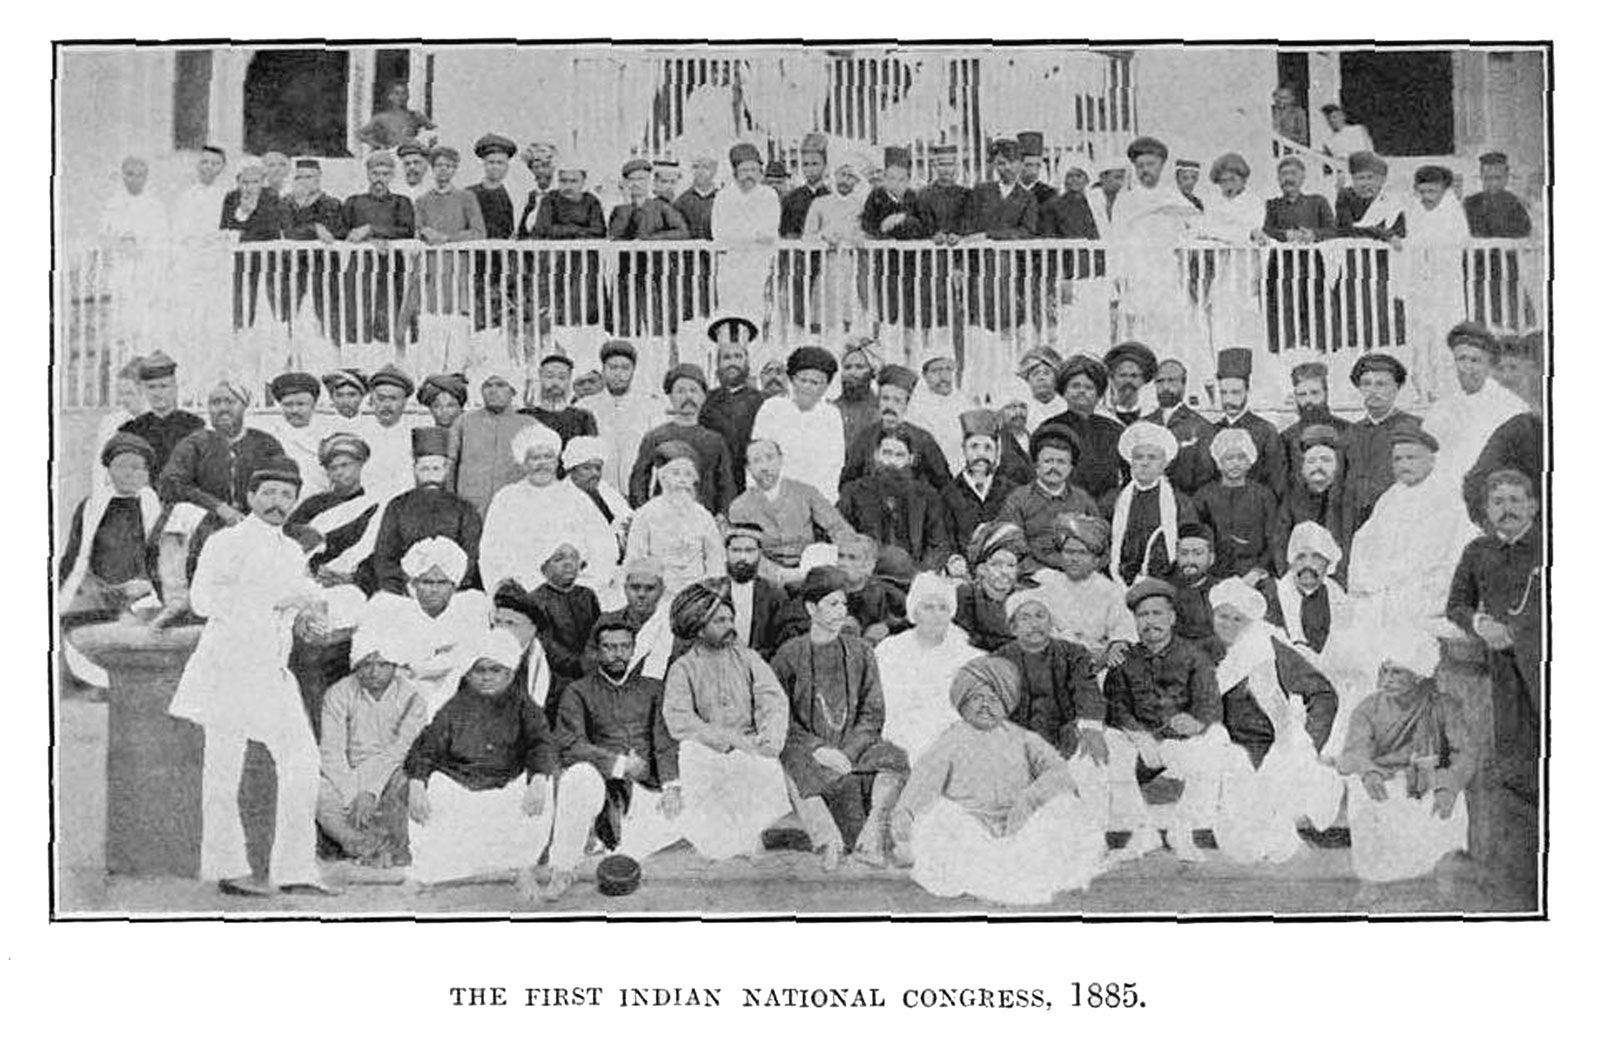 THE FIRST INDIAN NATIONAL CONGRESS, 1885.